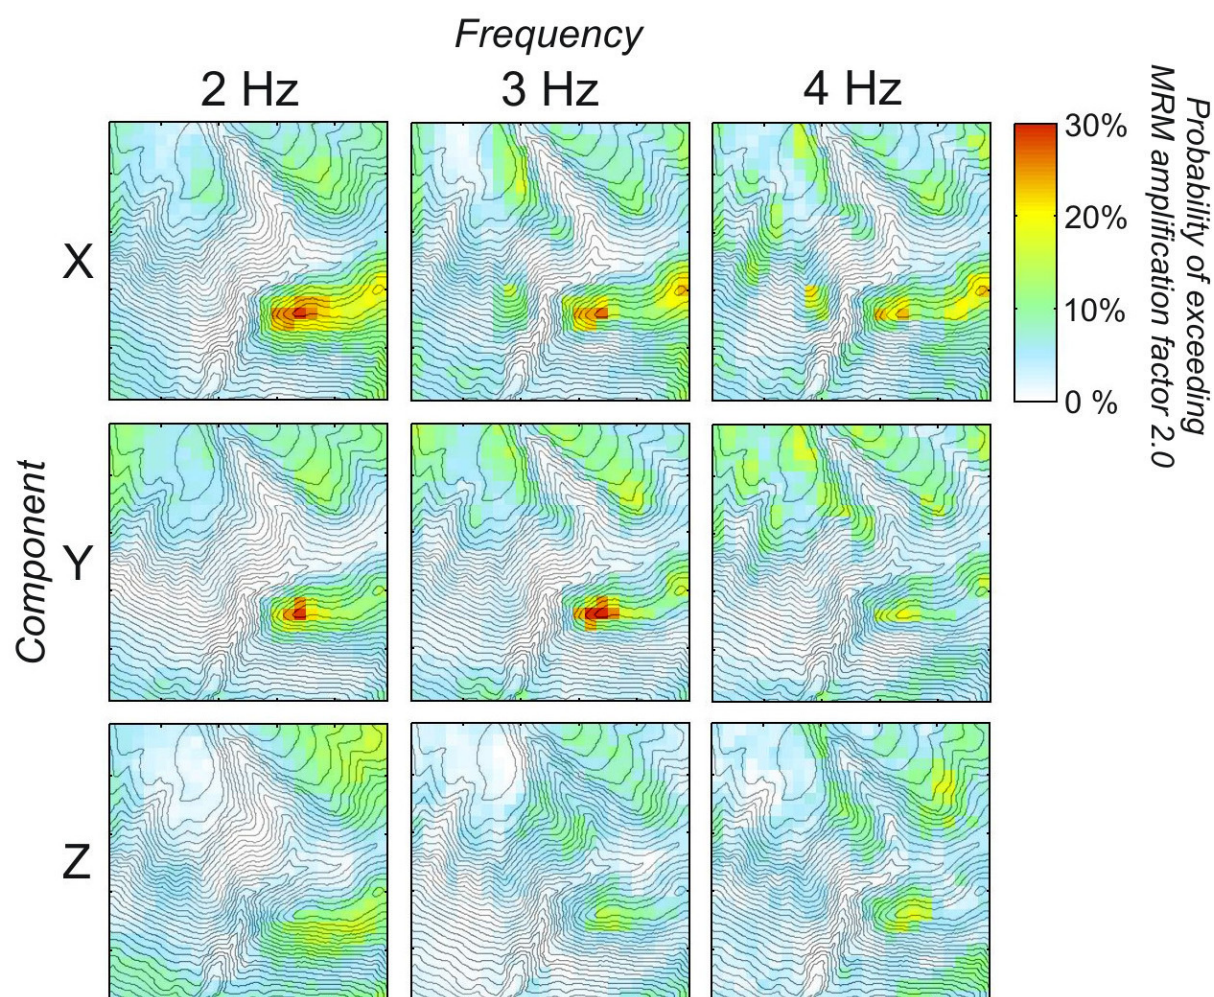 Frequency
2 Hz
3 Hz
4 Hz
X
Y
Z
Component
30%
20%
10%
0 %
Probability of exceeding
MRM amplification factor 2.0